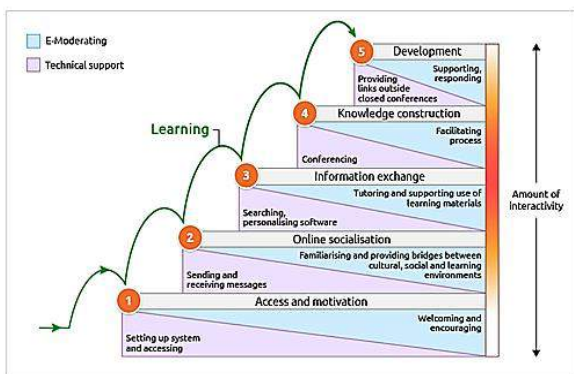 E-Moderating
Technical support
Learning
5
Development
Supporting,
responding
Providing
links outside
closed conferences
4
Knowledge construction
Facilitating
process
Conferencing
3
Information exchange
Tutoring and supporting use of
learning materials
Searching,
personalising software
2
Online socialisation
Familiarising and providing bridges between
cultural, social and learning
environments
Sending and
receiving messages
1
Access and motivation
Welcoming and
encouraging
Setting up system
and accessing
Amount of
interactivity